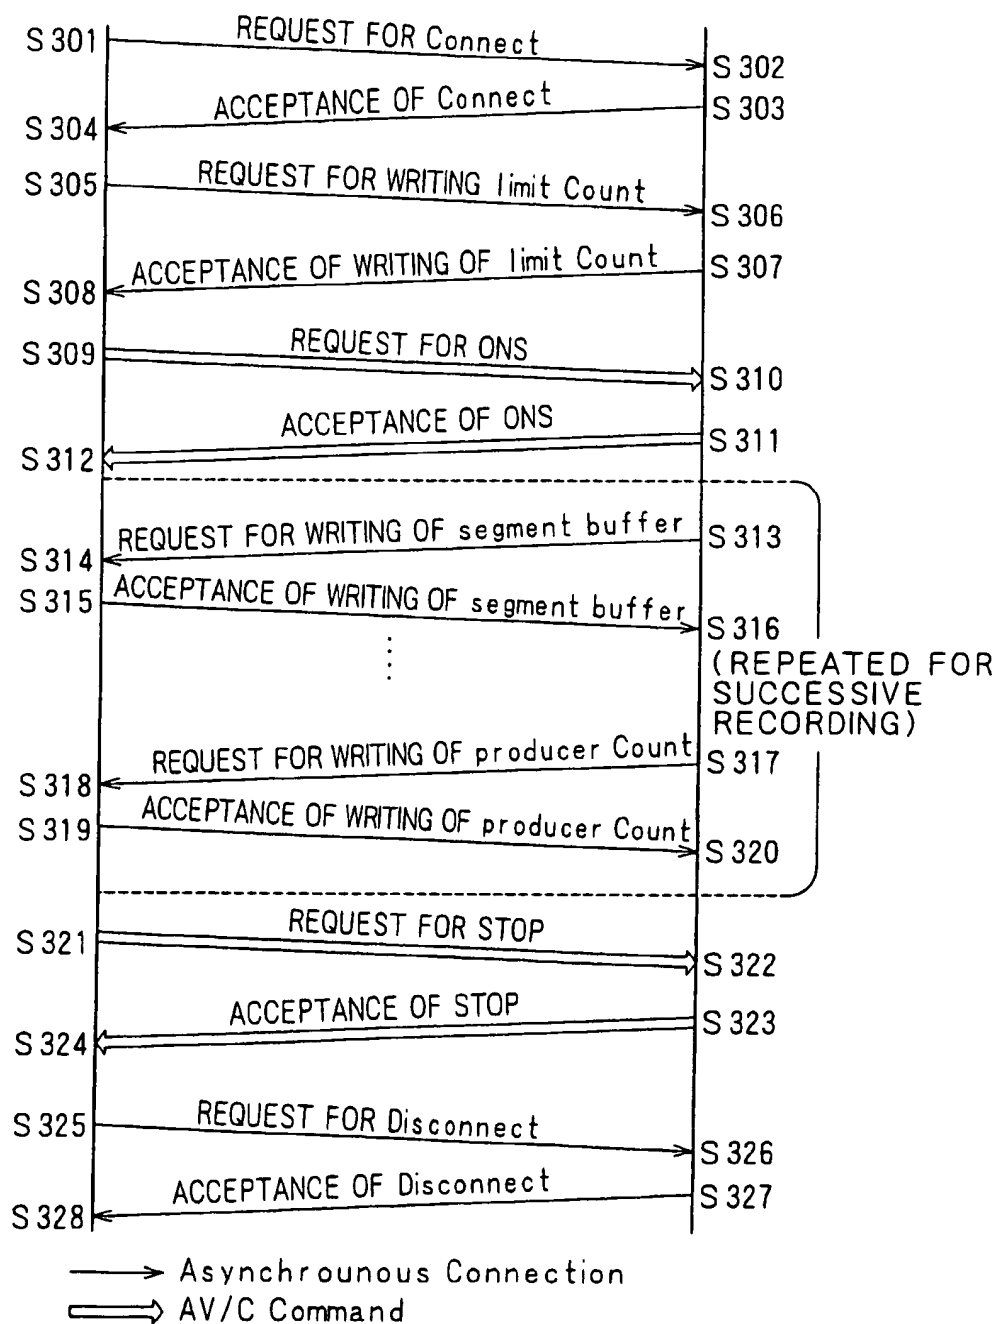 S301
REQUEST FOR Connect
S302
ACCEPTANCE OF Connect
S303
S304
S305
REQUEST FOR WRITING limit Count
S306
ACCEPTANCE OF WRITING OF limit Count
S307
S308
S309
REQUEST FOR ONS
S310
ACCEPTANCE OF ONS
S311
S312
REQUEST FOR WRITING OF segment buffer
S313
S314
S315
ACCEPTANCE OF WRITING OF segment buffer
S316
(REPEATED FOR
SUCCESSIVE
RECORDING)
REQUEST FOR WRITING OF producer Count
S317
S318
S319
ACCEPTANCE OF WRITING OF producer Count
S320
S321
REQUEST FOR STOP
S322
ACCEPTANCE OF STOP
S323
S324
S325
REQUEST FOR Disconnect
S326
ACCEPTANCE OF Disconnect
S327
S328
Asynchrounous Connection
AV/C Command